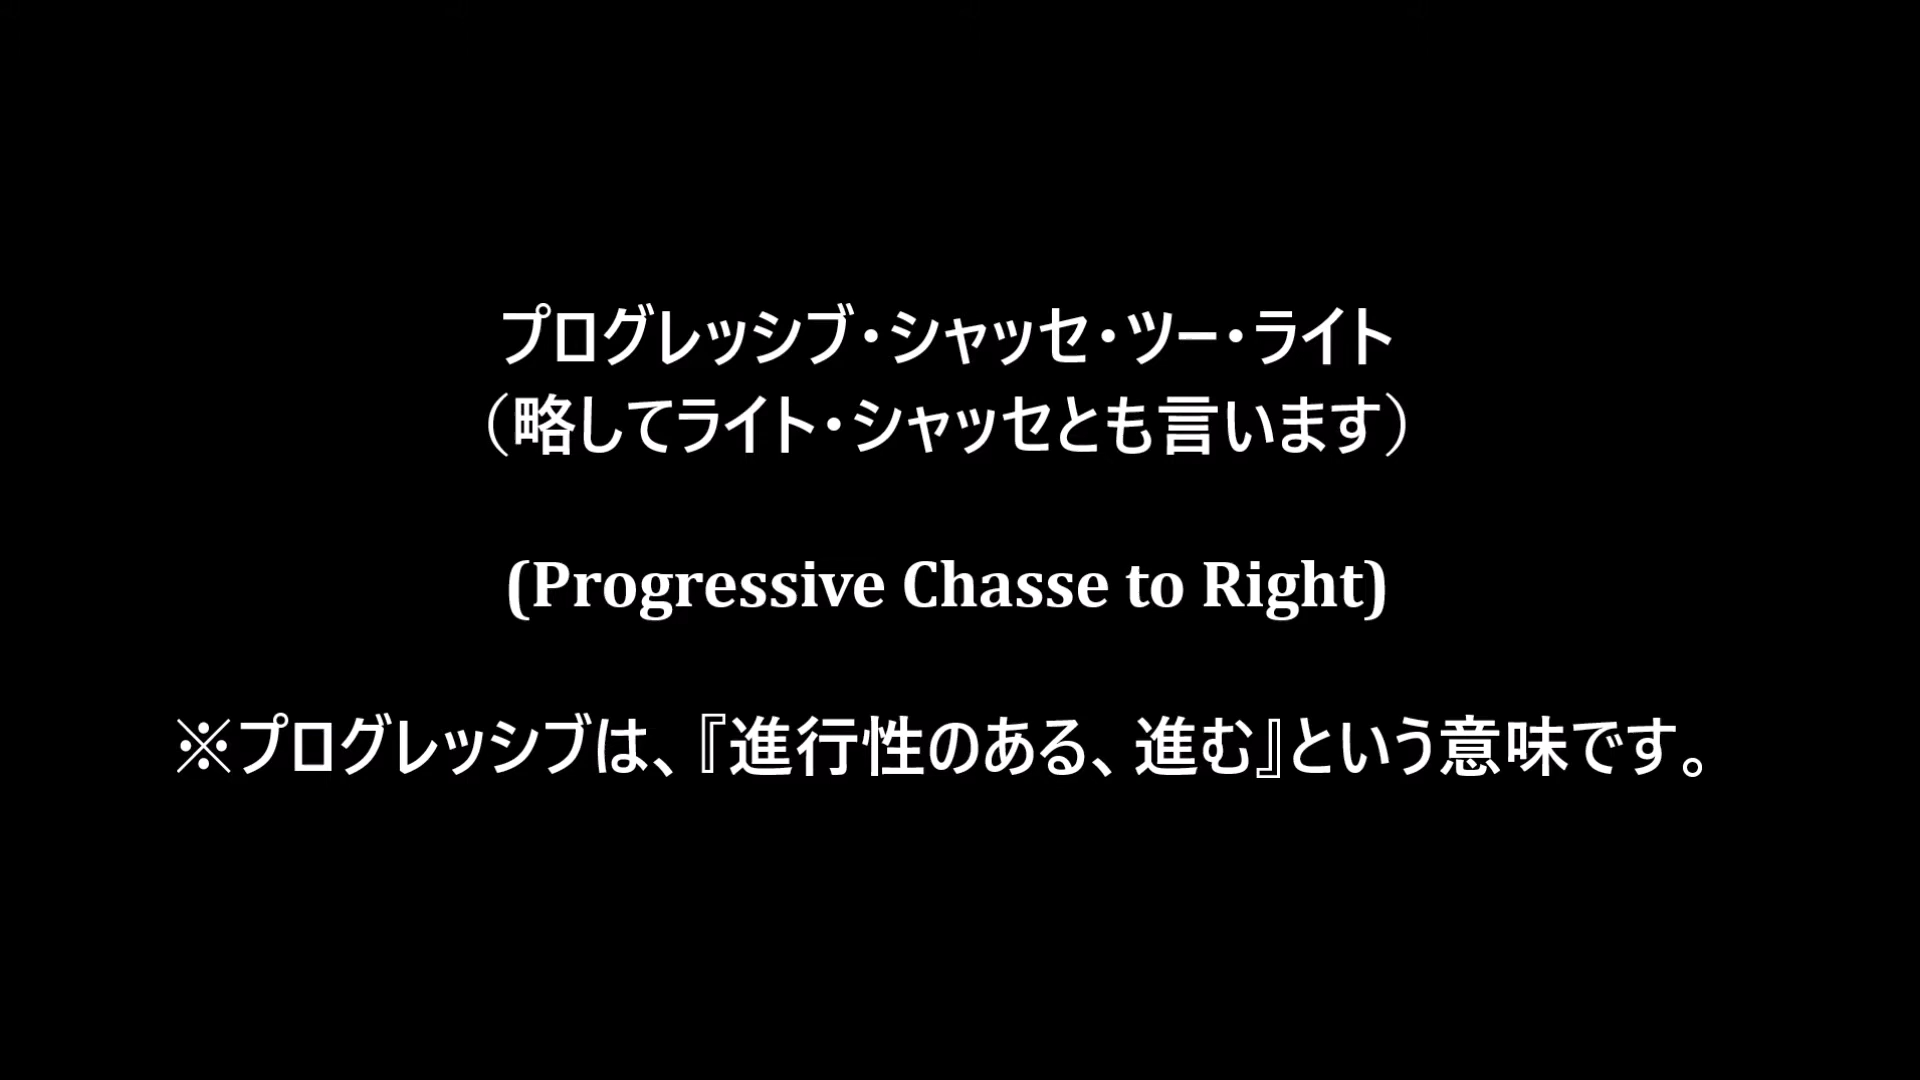 プログレッシブ・シャッセ・ツー・ライト
（略してライト・シャッセとも言います）
(Progressive Chasse to Right)
※プログレッシブは、『進行性のある、進む』という意味です。